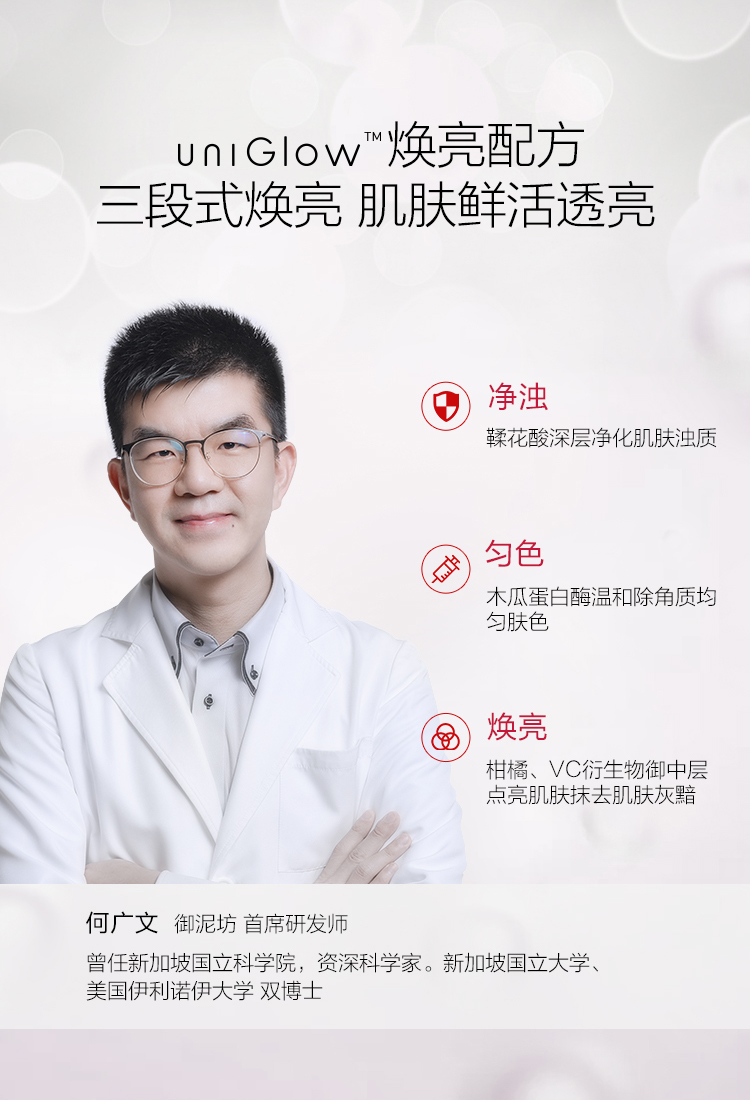 uniGlow™焕亮配方
三段式焕亮 肌肤鲜活透亮
净浊
鞣花酸深层净化肌肤浊质
匀色
木瓜蛋白酶温和除角质均
匀肤色
焕亮
柑橘、VC衍生物御中层
点亮肌肤抹去肌肤灰黯
何广文 御泥坊 首席研发师
曾任新加坡国立科学院，资深科学家。新加坡国立大学、
美国伊利诺伊大学 双博士